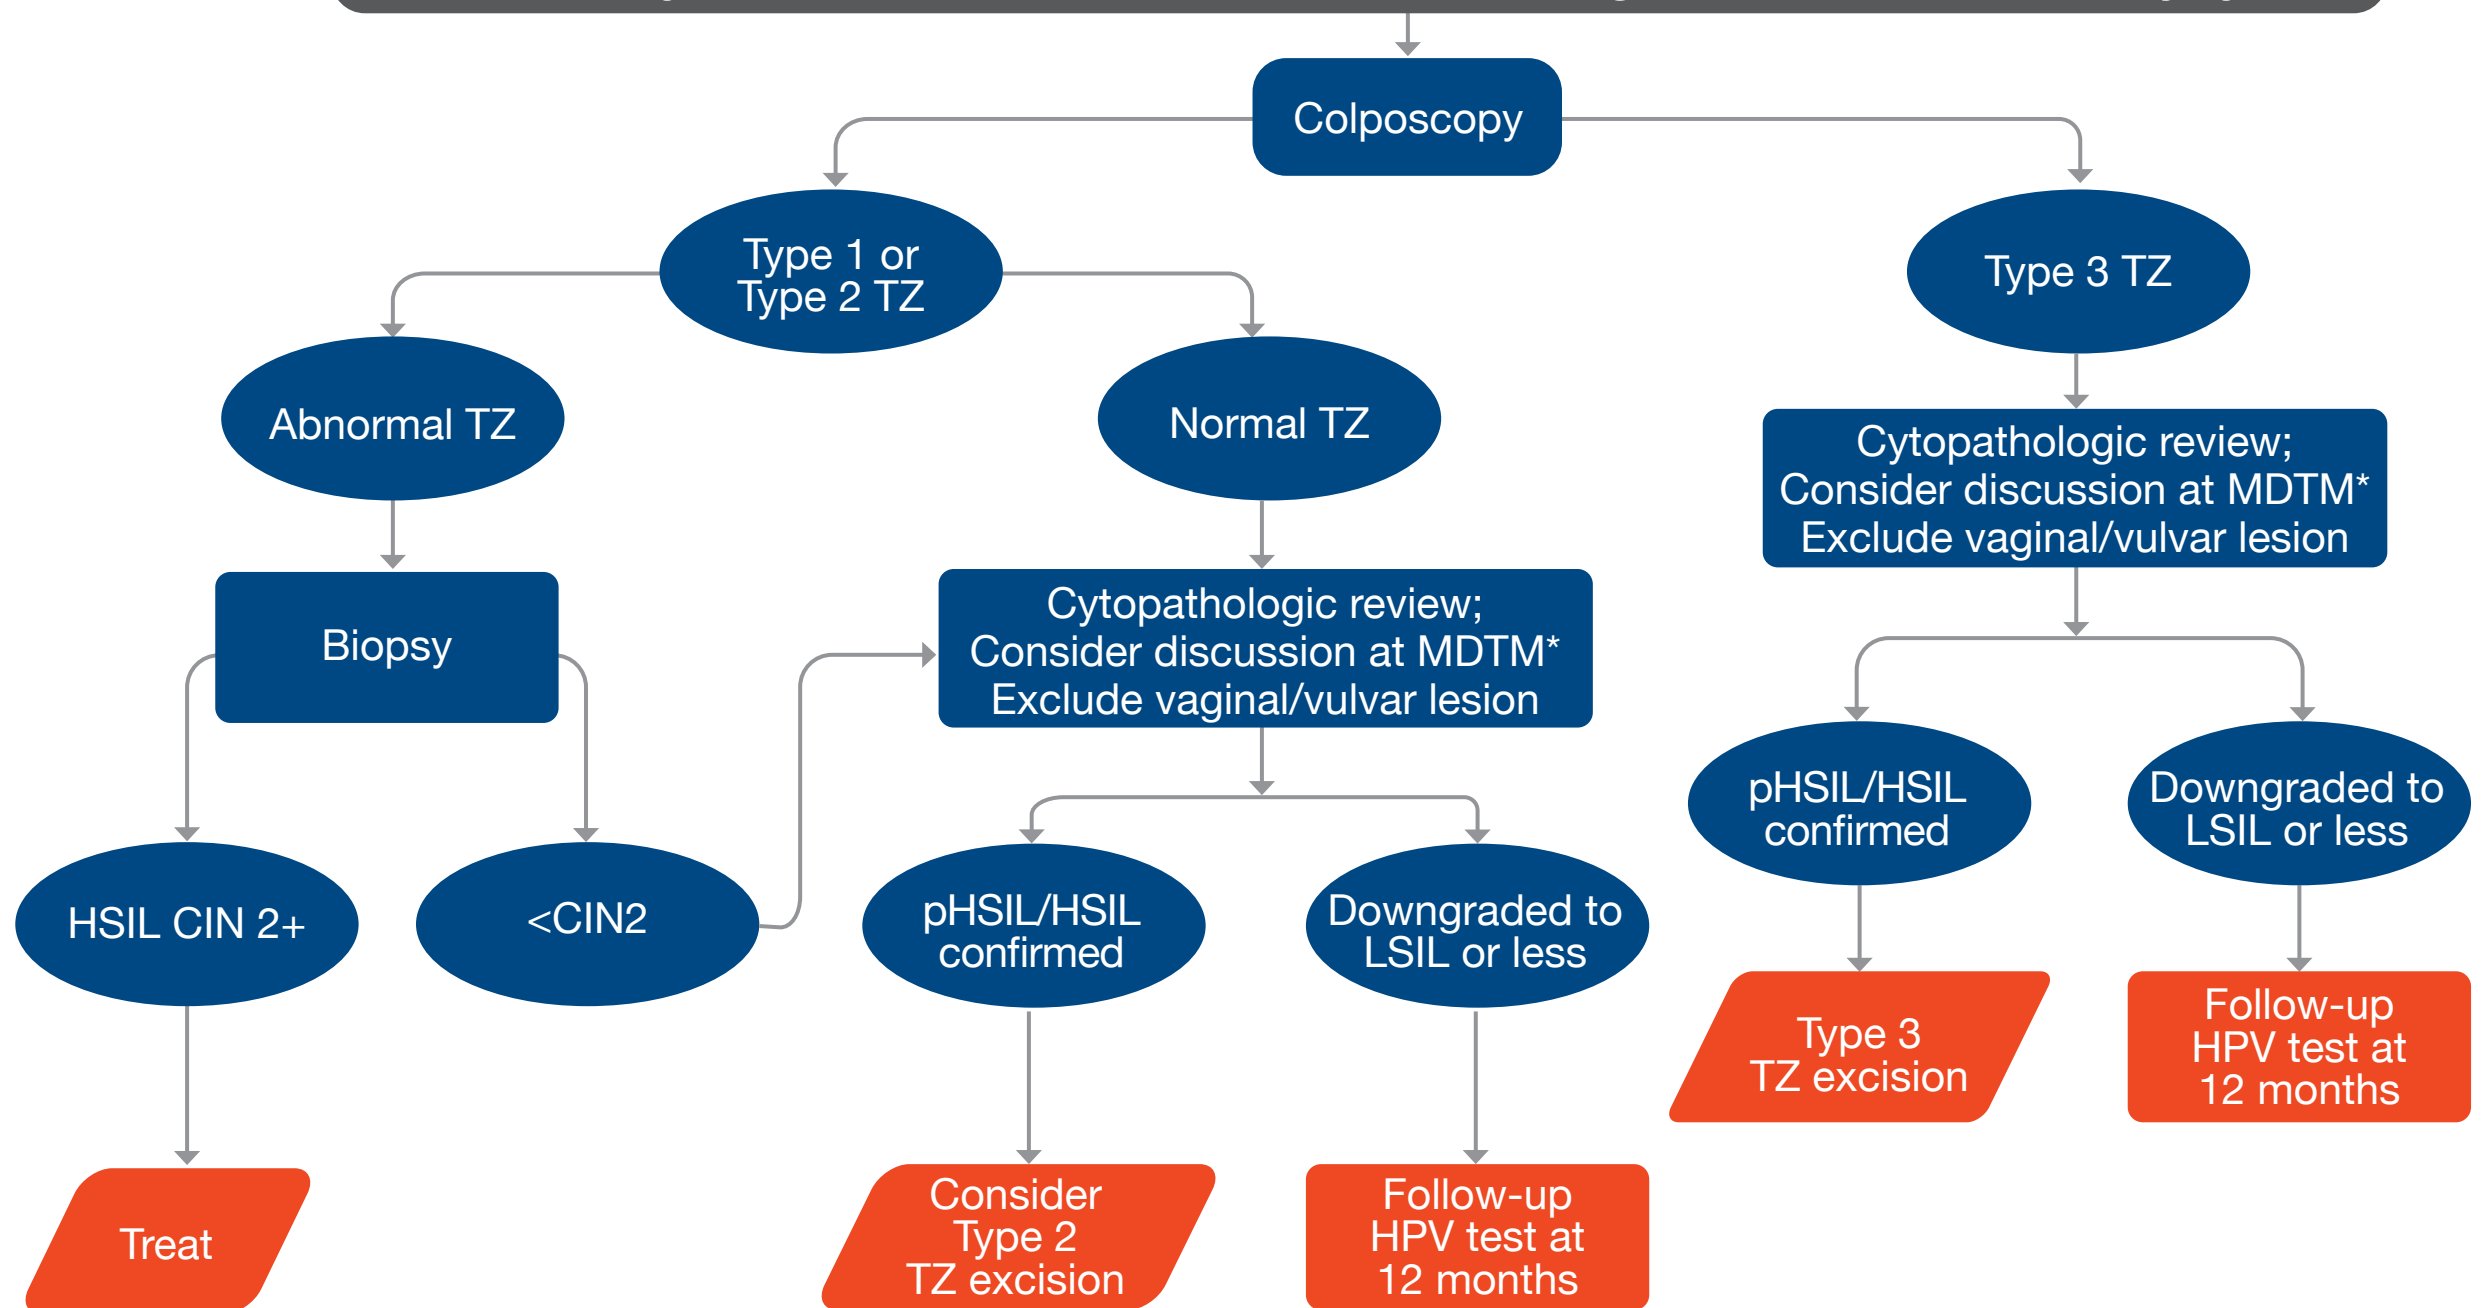 Colposcopy
Type 1 or
Type 2 TZ
Type 3 TZ
Abnormal TZ
Normal TZ
Cytopathologic review;
Consider discussion at MDTM*
Exclude vaginal/vulvar lesion
Biopsy
Cytopathologic review;
Consider discussion at MDTM*
Exclude vaginal/vulvar lesion
pHSIL/HSIL
confirmed
Downgraded to
LSIL or less
HSIL CIN 2+
<CIN2
pHSIL/HSIL
confirmed
Downgraded to
LSIL or less
Type 3
TZ excision
Follow-up
HPV test at
12 months
Treat
Consider
Type 2
TZ excision
Follow-up
HPV test at
12 months